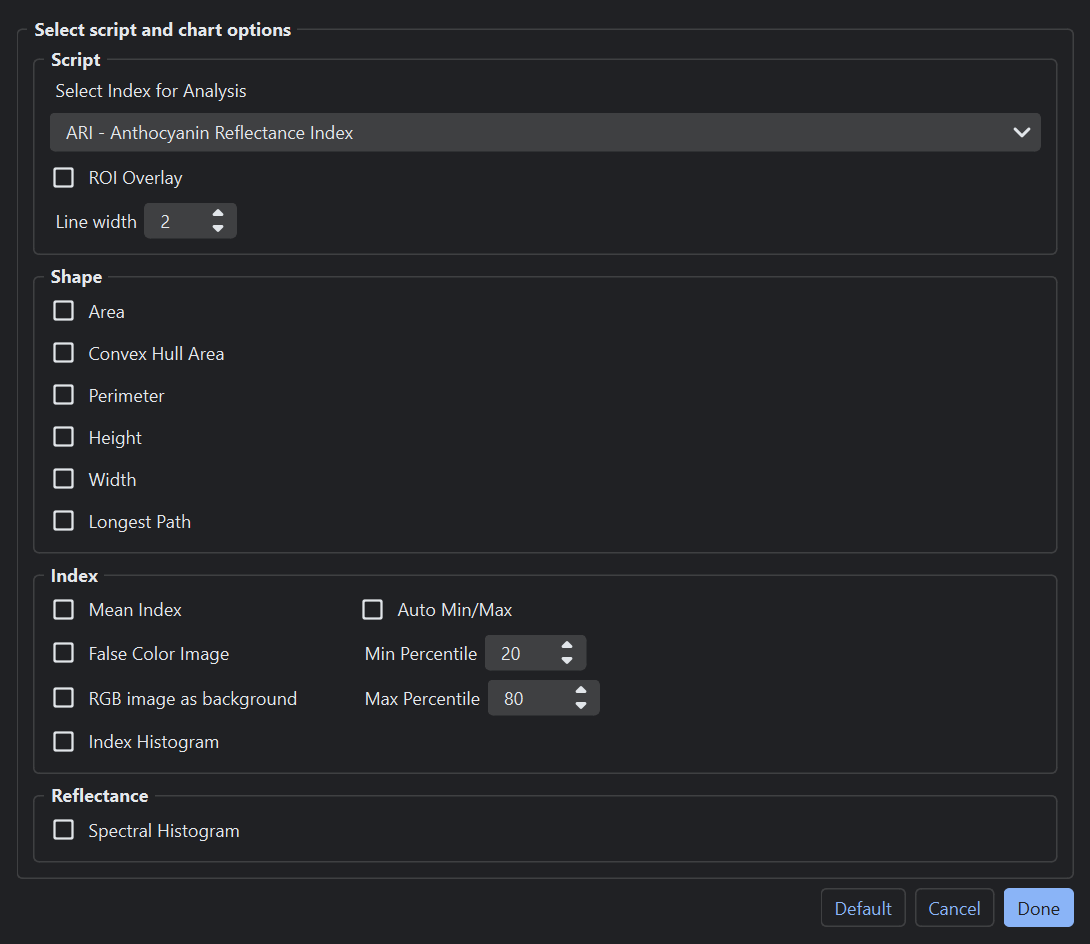 Select script and chart options
Script
Select Index for Analysis
ARI - Anthocyanin Reflectance Index
ROI Overlay
Line width 2
Shape
Area
Convex Hull Area
Perimeter
Height
Width
Longest Path
Index
Mean Index Auto Min/Max
False Color Image Min Percentile 20
RGB image as background Max Percentile 80
Index Histogram
Reflectance
Spectral Histogram
Default Cancel Done